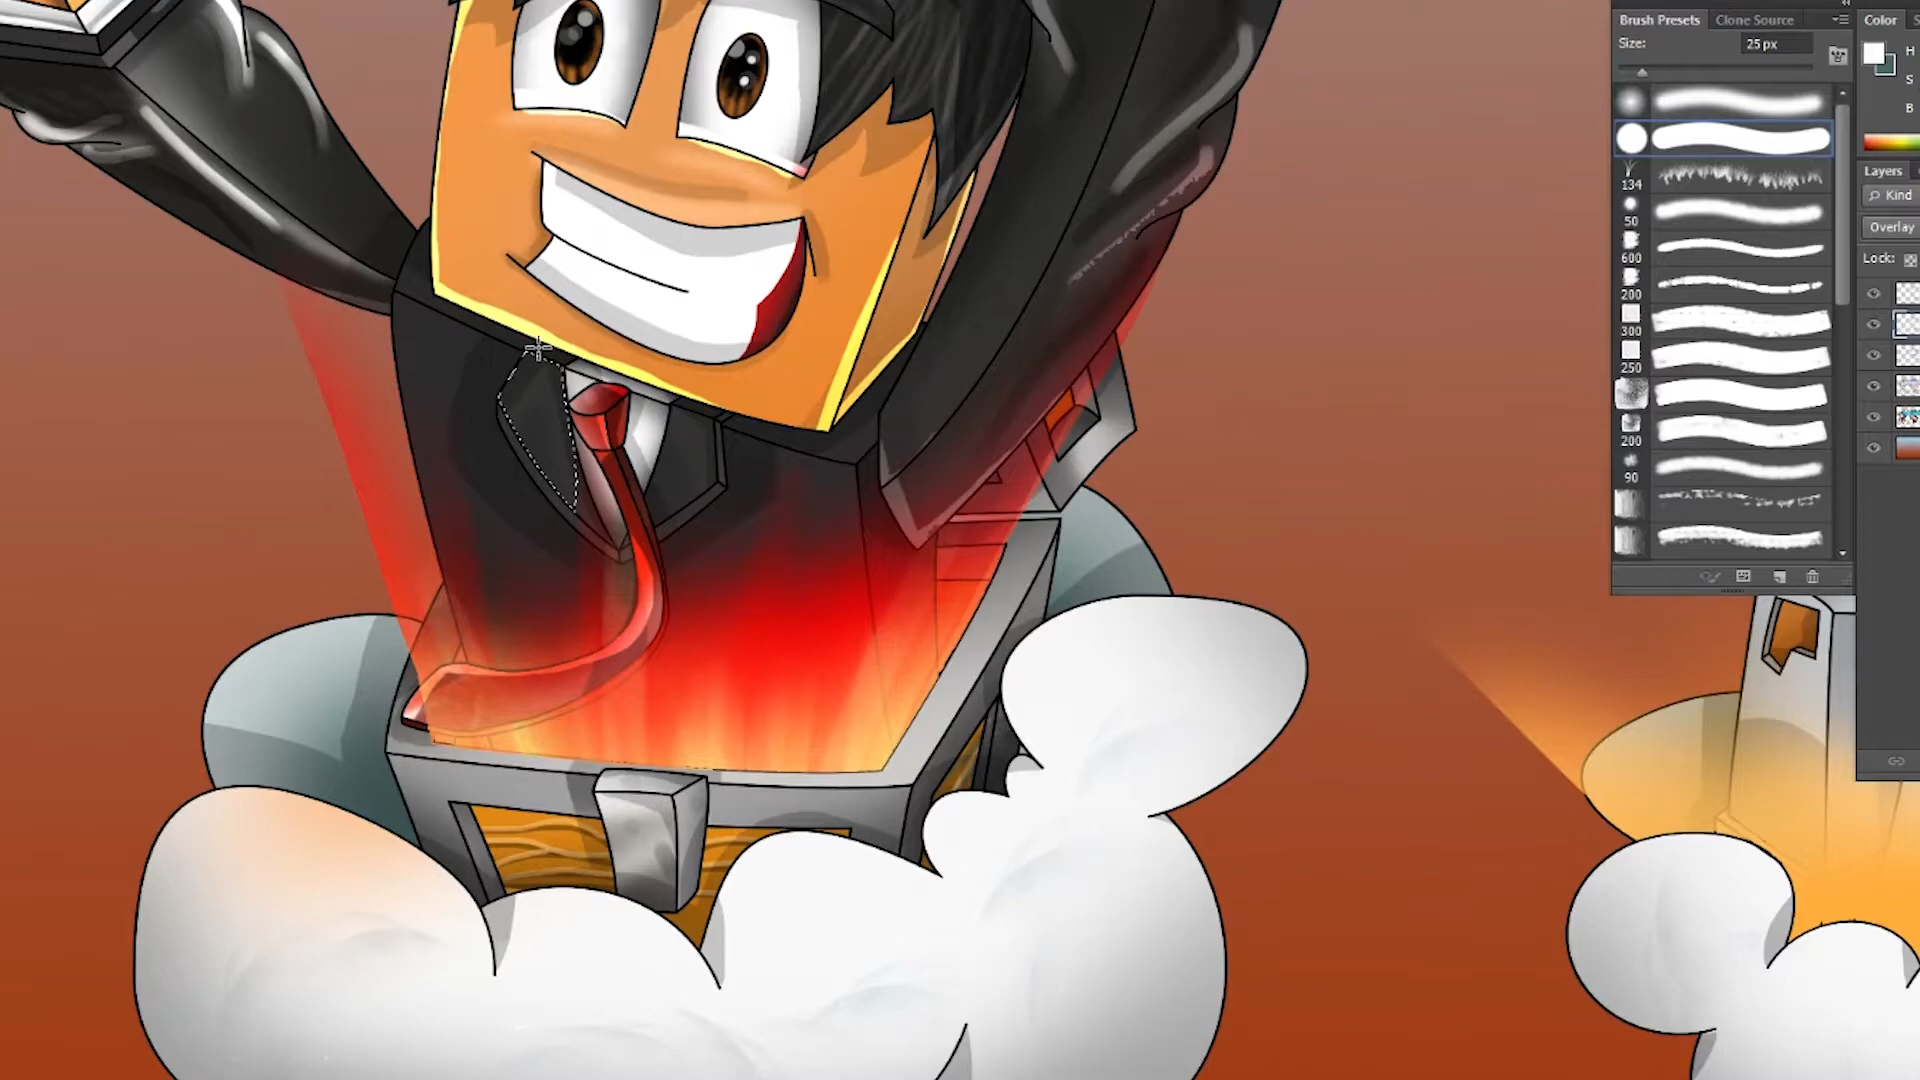 Brush Presets
Clone Source
Color
Size:
25 px
H
S
B
134
50
600
200
300
250
200
90
Layers
Kind
Overlay
Lock: